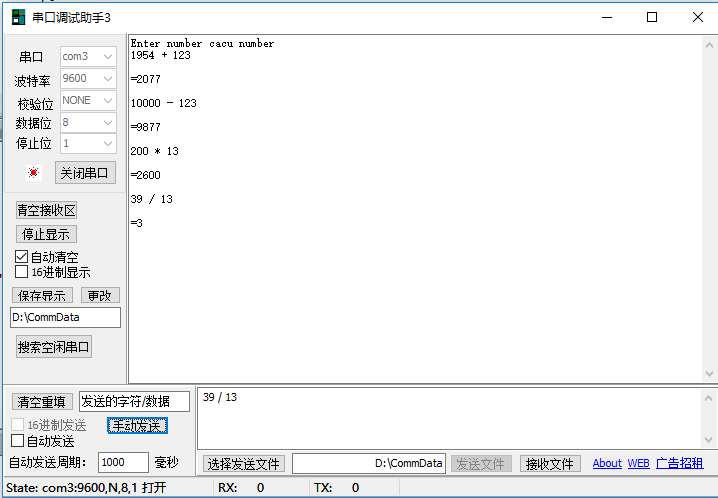 串口调试助手3
串口 com3
波特率 9600
校验位 NONE
数据位 8
停止位 1
关闭串口
清空接收区
停止显示
自动清空
16进制显示
保存显示 更改
D:\CommData
搜索空闲串口
Enter number cacu number
1954 + 123
=2077
10000 - 123
=9877
200 * 13
=2600
39 / 13
=3
清空重填 发送的字符/数据
16进制发送 手动发送
自动发送
自动发送周期: 1000 毫秒
39 / 13
选择发送文件 D:\CommData 发送文件 接收文件 About WEB 广告招租
State: com3:9600,N,8,1 打开 RX: 0 TX: 0